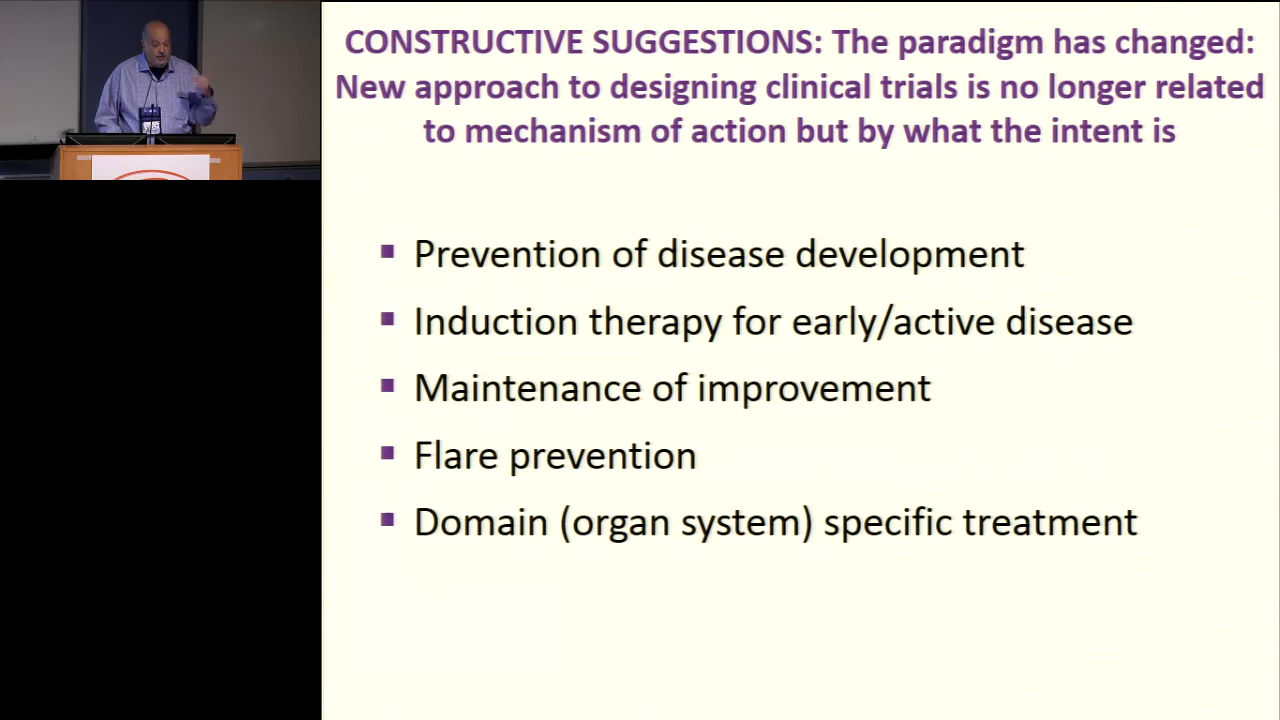 CONSTRUCTIVE SUGGESTIONS: The paradigm has changed:
New approach to designing clinical trials is no longer related
to mechanism of action but by what the intent is
Prevention of disease development
Induction therapy for early/active disease
Maintenance of improvement
Flare prevention
Domain (organ system) specific treatment